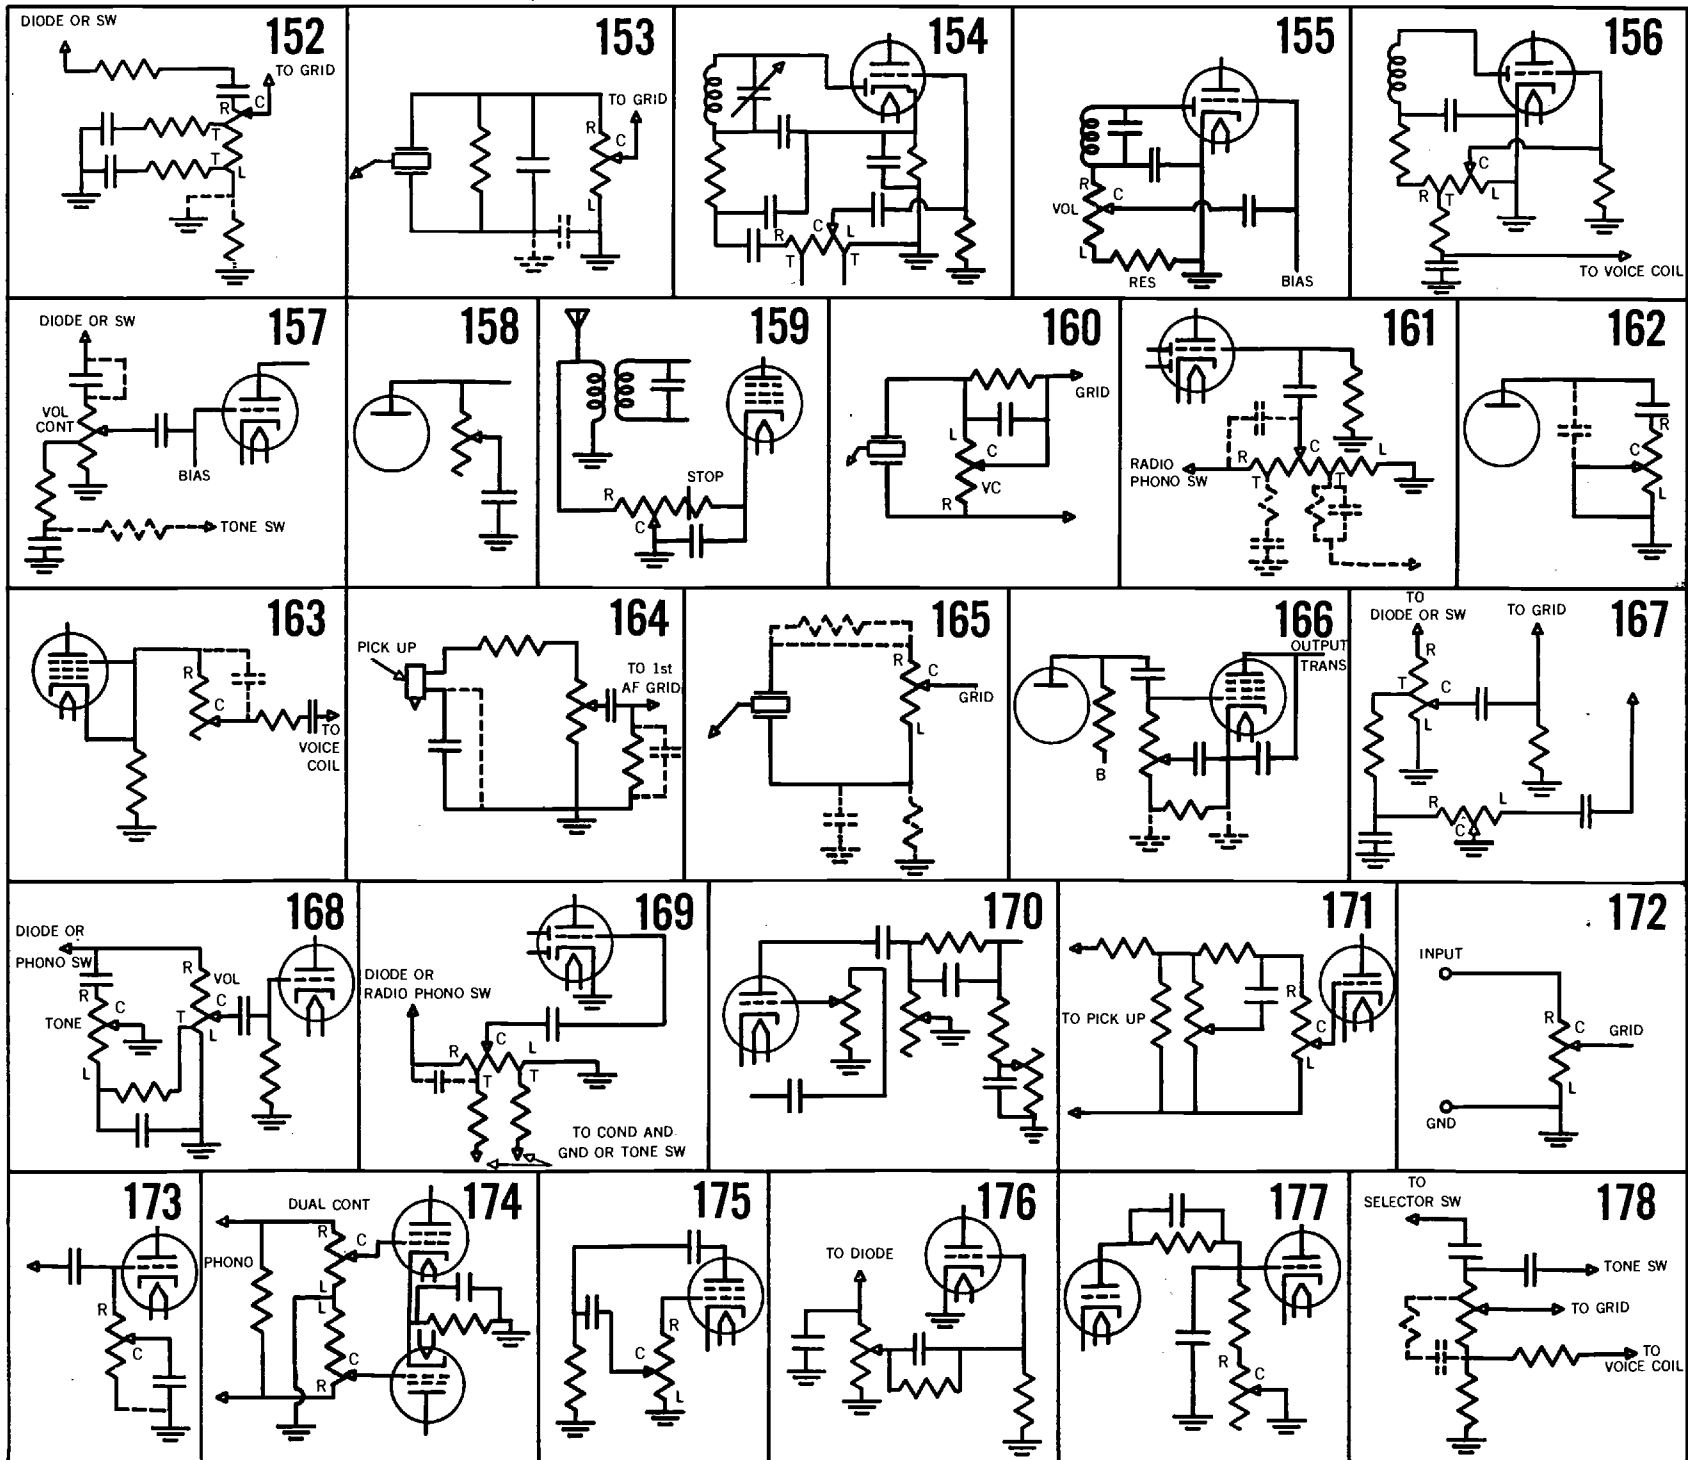 152
DIODE OR SW
TO GRID
R
C
T
T
L
153
TO GRID
R
C
L
154
R
C
L
T
T
155
R
C
VOL
L
RES
BIAS
156
C
R
T
L
TO VOICE COIL
157
DIODE OR SW
VOL
CONT
BIAS
TONE SW
158
159
STOP
R
C
160
GRID
L
C
VC
R
161
RADIO
PHONO SW
R
C
L
T
T
162
R
C
L
163
R
C
TO
VOICE
COIL
164
PICK UP
TO 1st
AF GRID
165
R
C
GRID
L
166
OUTPUT
TRANS
B
167
TO
DIODE OR SW
TO GRID
R
T
C
L
R
L
C
168
DIODE OR
PHONO SW
R
VOL
R
C
C
TONE
T
L
L
169
DIODE OR
RADIO PHONO SW
C
R
L
T
T
TO COND AND
GND OR TONE SW
170
171
TO PICK UP
R
C
L
172
INPUT
R
C
GRID
L
GND
173
R
C
174
DUAL CONT
R
C
PHONO
L
L
C
R
175
R
C
L
176
TO DIODE
177
R
C
178
TO
SELECTOR SW
TONE SW
TO GRID
TO
VOICE COIL